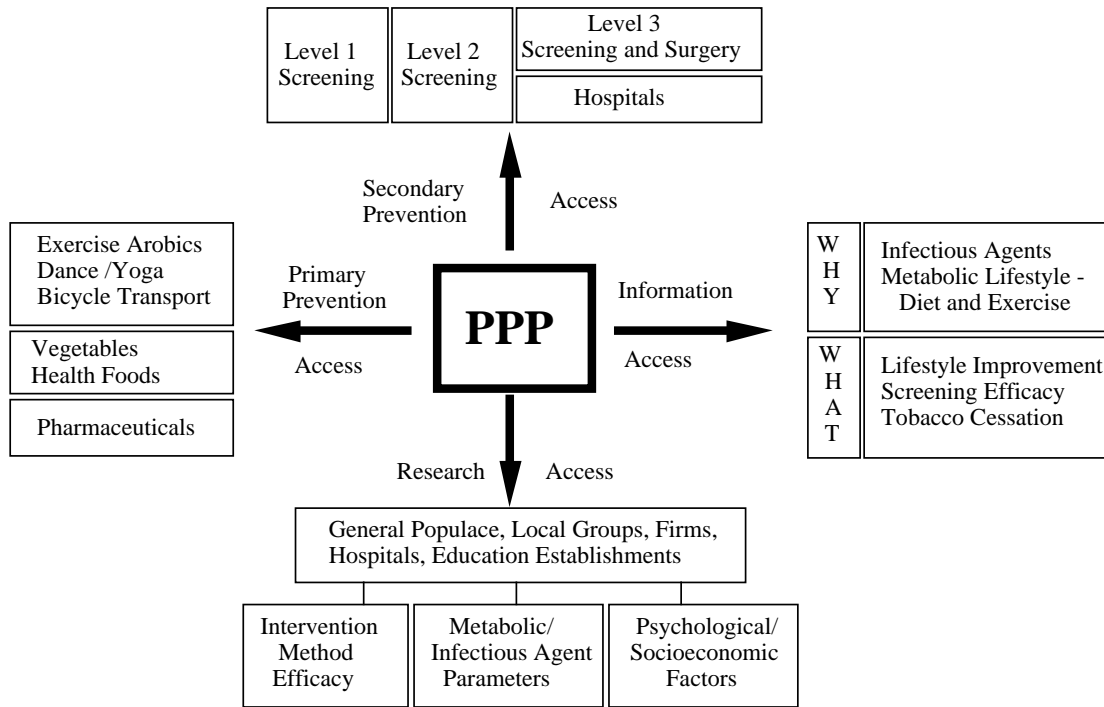 Level 1
Screening
Level 2
Screening
Level 3
Screening and Surgery
Hospitals
Secondary
Prevention
Access
Exercise Arobics
Dance /Yoga
Bicycle Transport
Vegetables
Health Foods
Pharmaceuticals
Primary
Prevention
Access
PPP
Information
Access
W
H
Y
Infectious Agents
Metabolic Lifestyle -
Diet and Exercise
W
H
A
T
Lifestyle Improvement
Screening Efficacy
Tobacco Cessation
Research
Access
General Populace, Local Groups, Firms,
Hospitals, Education Establishments
Intervention
Method
Efficacy
Metabolic/
Infectious Agent
Parameters
Psychological/
Socioeconomic
Factors